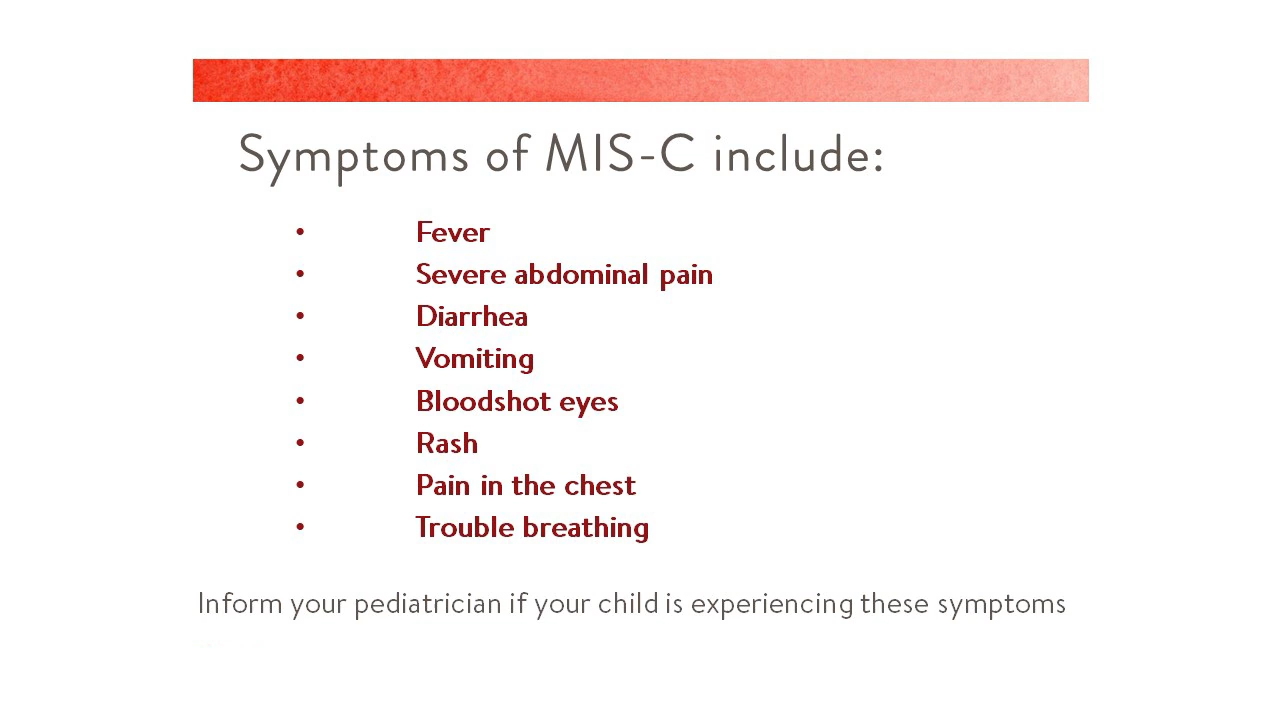 Symptoms of MIS-C include:
• Fever
• Severe abdominal pain
• Diarrhea
• Vomiting
• Bloodshot eyes
• Rash
• Pain in the chest
• Trouble breathing
Inform your pediatrician if your child is experiencing these symptoms